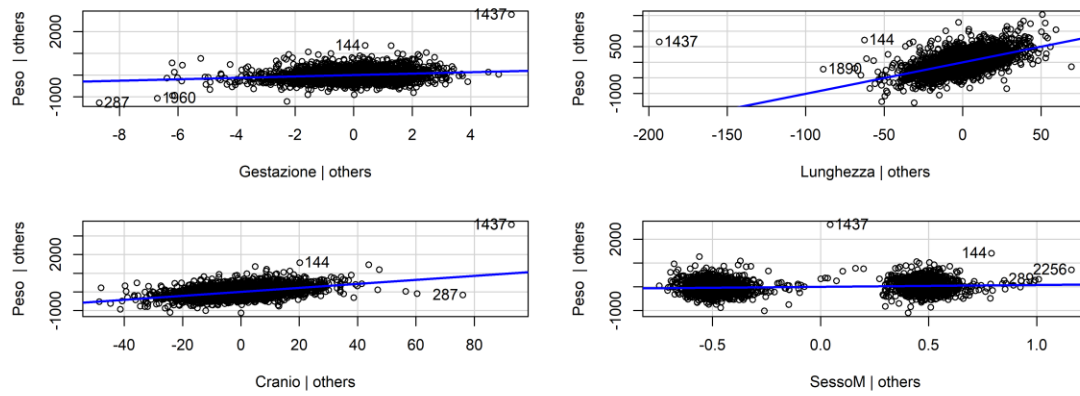 Peso | others
2000
-1000
1437
144
287
1960
-8 -6 -4 -2 0 2 4
Gestazione | others
Peso | others
500
-1000
1437
144
1890
-200 -150 -100 -50 0 50
Lunghezza | others
Peso | others
2000
-1000
1437
144
287
-40 -20 0 20 40 60 80
Cranio | others
Peso | others
2000
-1000
1437
144
2256
-0.5 0.0 0.5 1.0
SessoM | others